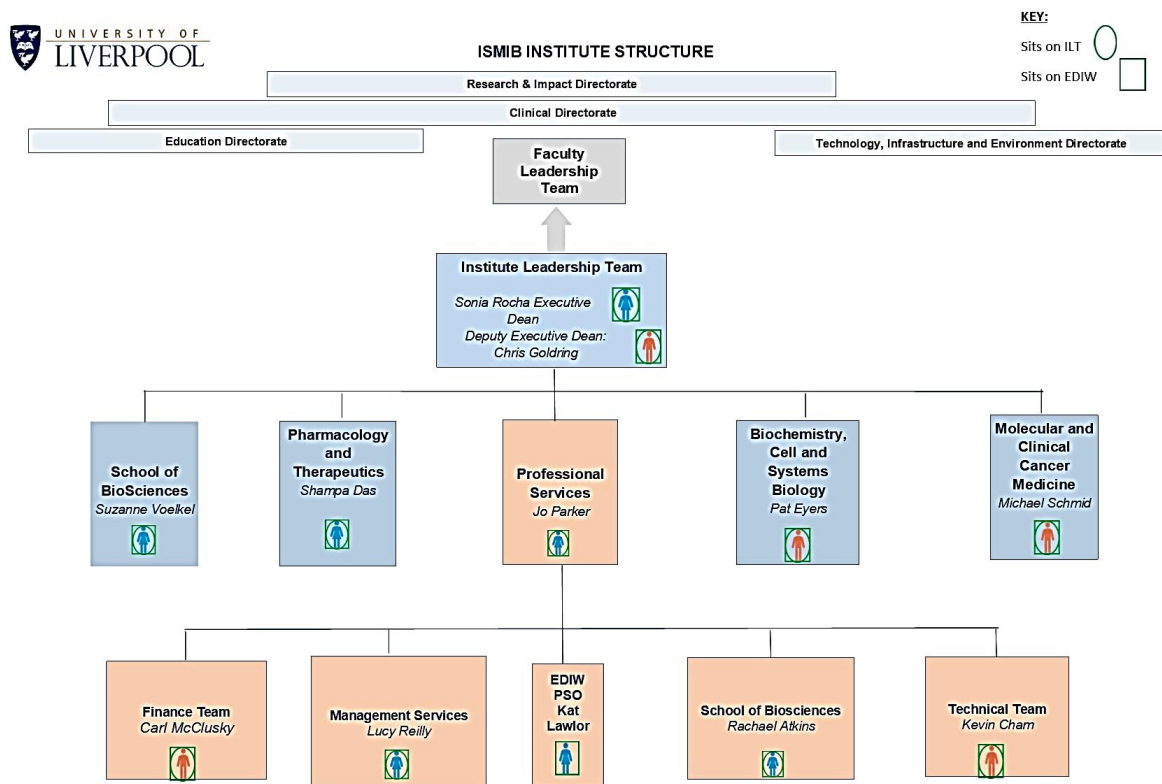 UNIVERSITY OF
LIVERPOOL
ISMIB INSTITUTE STRUCTURE
KEY:
Sits on ILT
Sits on EDIW
Research & Impact Directorate
Clinical Directorate
Education Directorate
Technology, Infrastructure and Environment Directorate
Faculty
Leadership
Team
Institute Leadership Team
Sonia Rocha Executive
Dean
Deputy Executive Dean:
Chris Goldring
School of
BioSciences
Suzanne Voelkel
Pharmacology
and
Therapeutics
Shampa Das
Professional
Services
Jo Parker
Biochemistry,
Cell and
Systems
Biology
Pat Eyers
Molecular and
Clinical
Cancer
Medicine
Michael Schmid
Finance Team
Carl McClusky
Management Services
Lucy Reilly
EDIW
PSO
Kat
Lawlor
School of Biosciences
Rachael Atkins
Technical Team
Kevin Cham